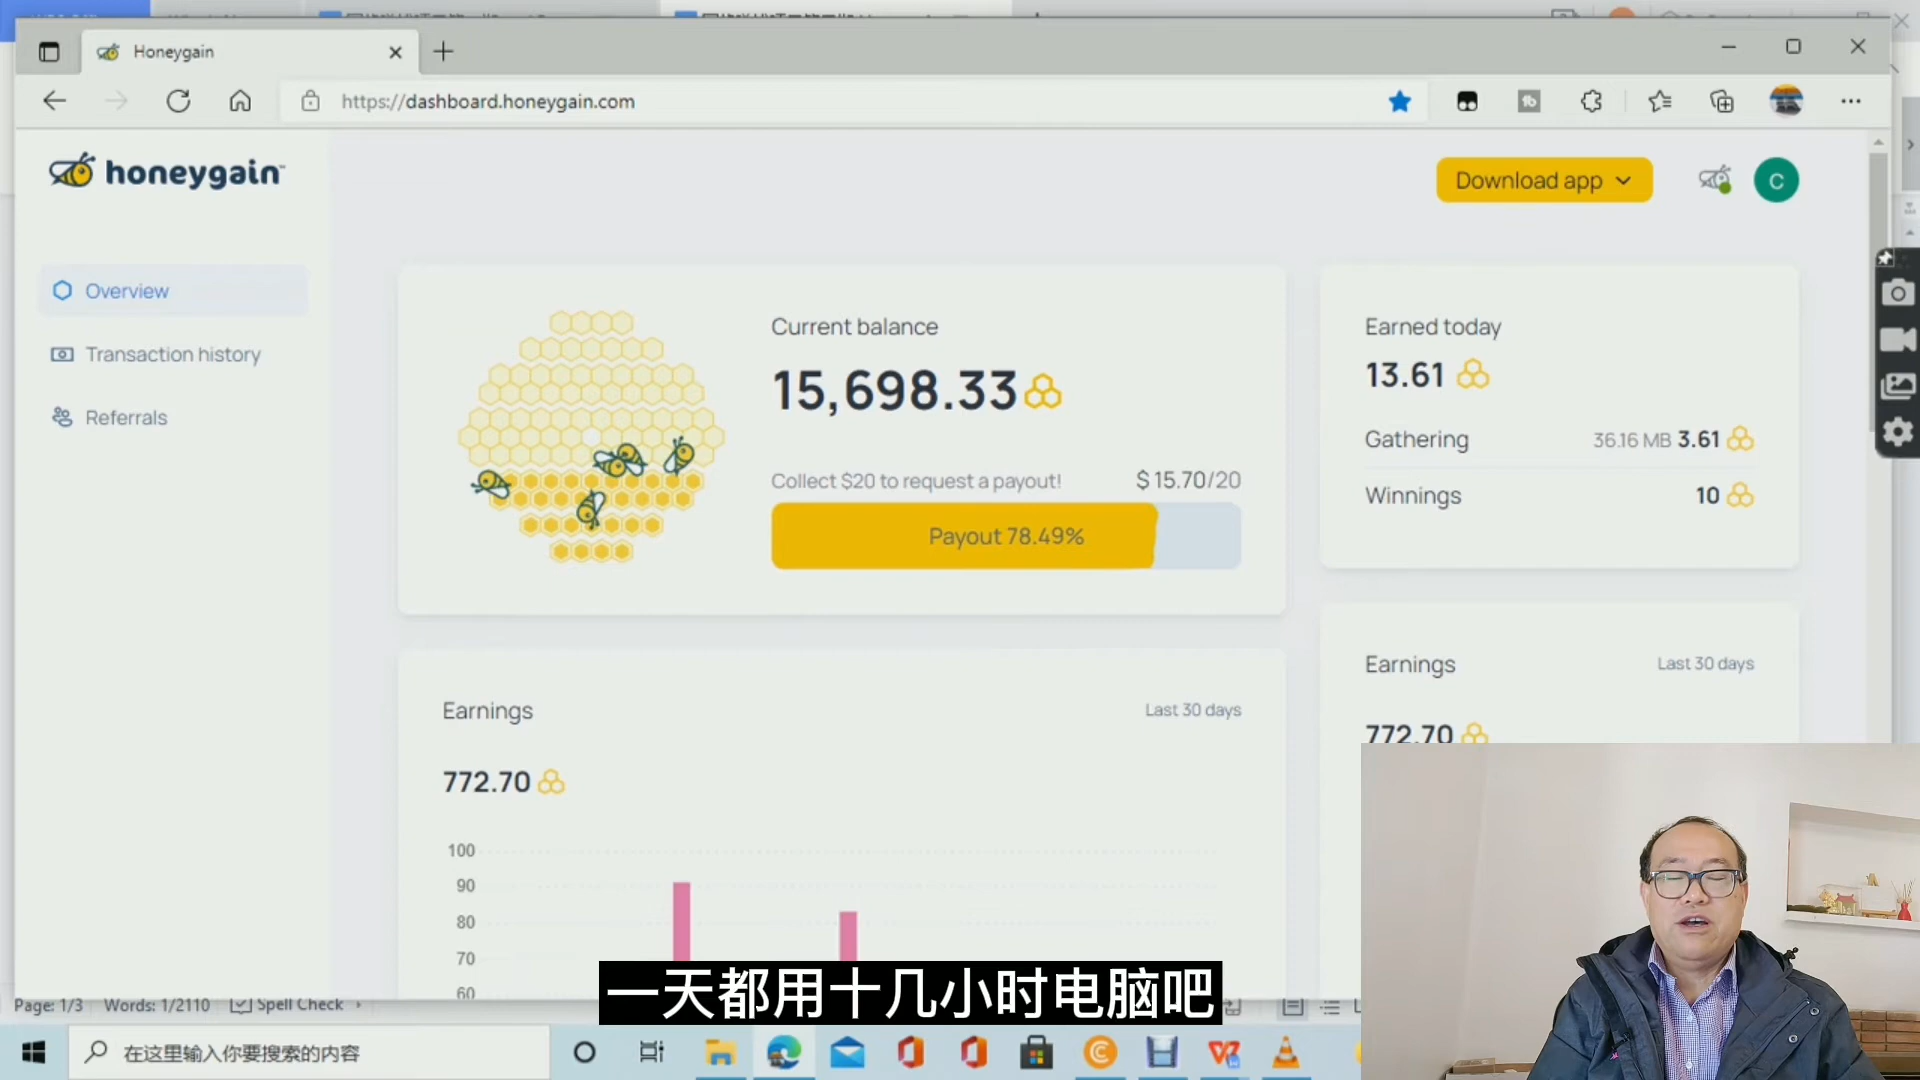 Honeygain
https://dashboard.honeygain.com
honeygain
Download app
C
Overview
Transaction history
Referrals
Current balance
15,698.33
Collect $20 to request a payout!
$ 15.70/20
Payout 78.49%
Earned today
13.61
Gathering
36.16 MB 3.61
Winnings
10
Earnings
Last 30 days
772.70
100
90
80
70
60
Earnings
Last 30 days
772.70
一天都用十几小时电脑吧
Page: 1/3
Words: 1/2110
Spell Check
在这里输入你要搜索的内容